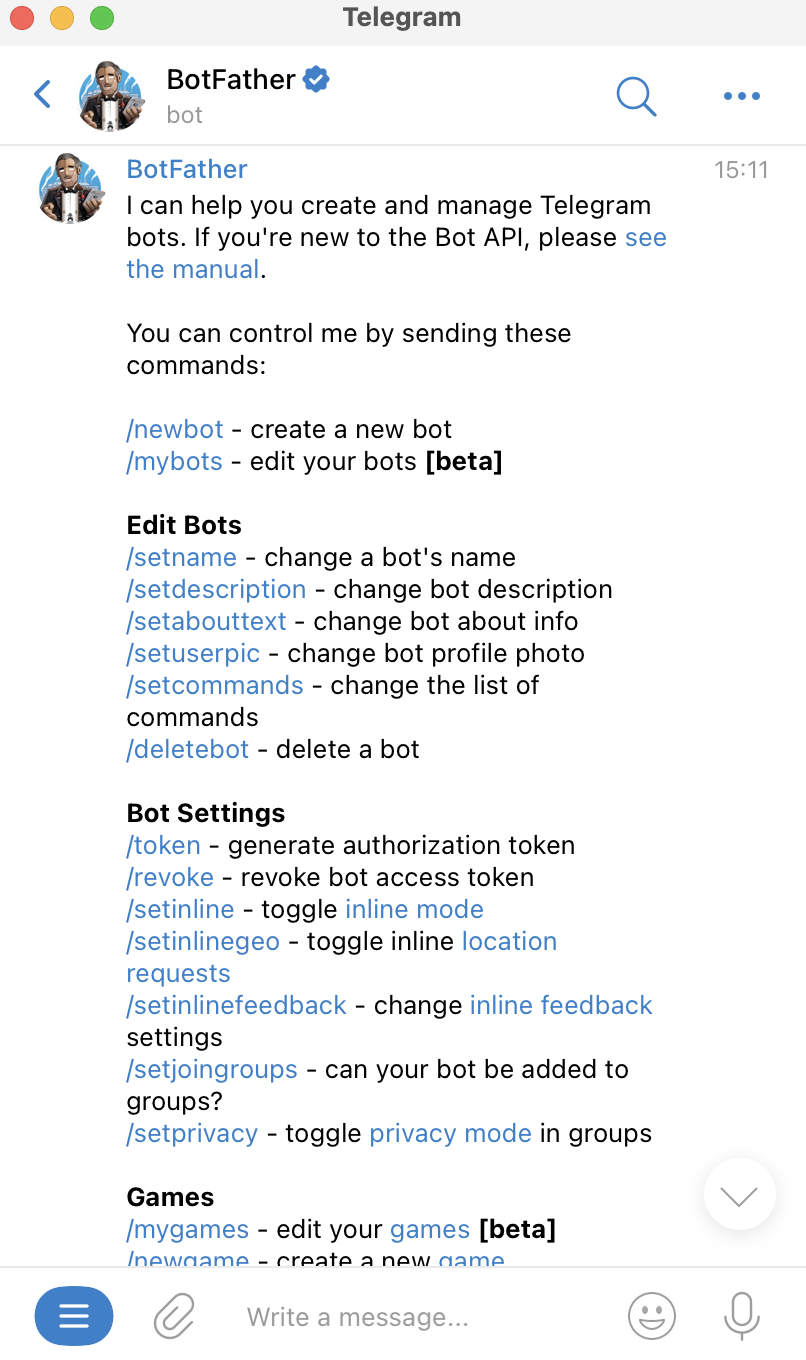 Telegram
BotFather
bot
BotFather 15:11
I can help you create and manage Telegram
bots. If you're new to the Bot API, please see
the manual.
You can control me by sending these
commands:
/newbot - create a new bot
/mybots - edit your bots [beta]
Edit Bots
/setname - change a bot's name
/setdescription - change bot description
/setabouttext - change bot about info
/setuserpic - change bot profile photo
/setcommands - change the list of
commands
/deletebot - delete a bot
Bot Settings
/token - generate authorization token
/revoke - revoke bot access token
/setinline - toggle inline mode
/setinlinegeo - toggle inline location
requests
/setinlinefeedback - change inline feedback
settings
/setjoingroups - can your bot be added to
groups?
/setprivacy - toggle privacy mode in groups
Games
/mygames - edit your games [beta]
/newgame - create a new game
Write a message...